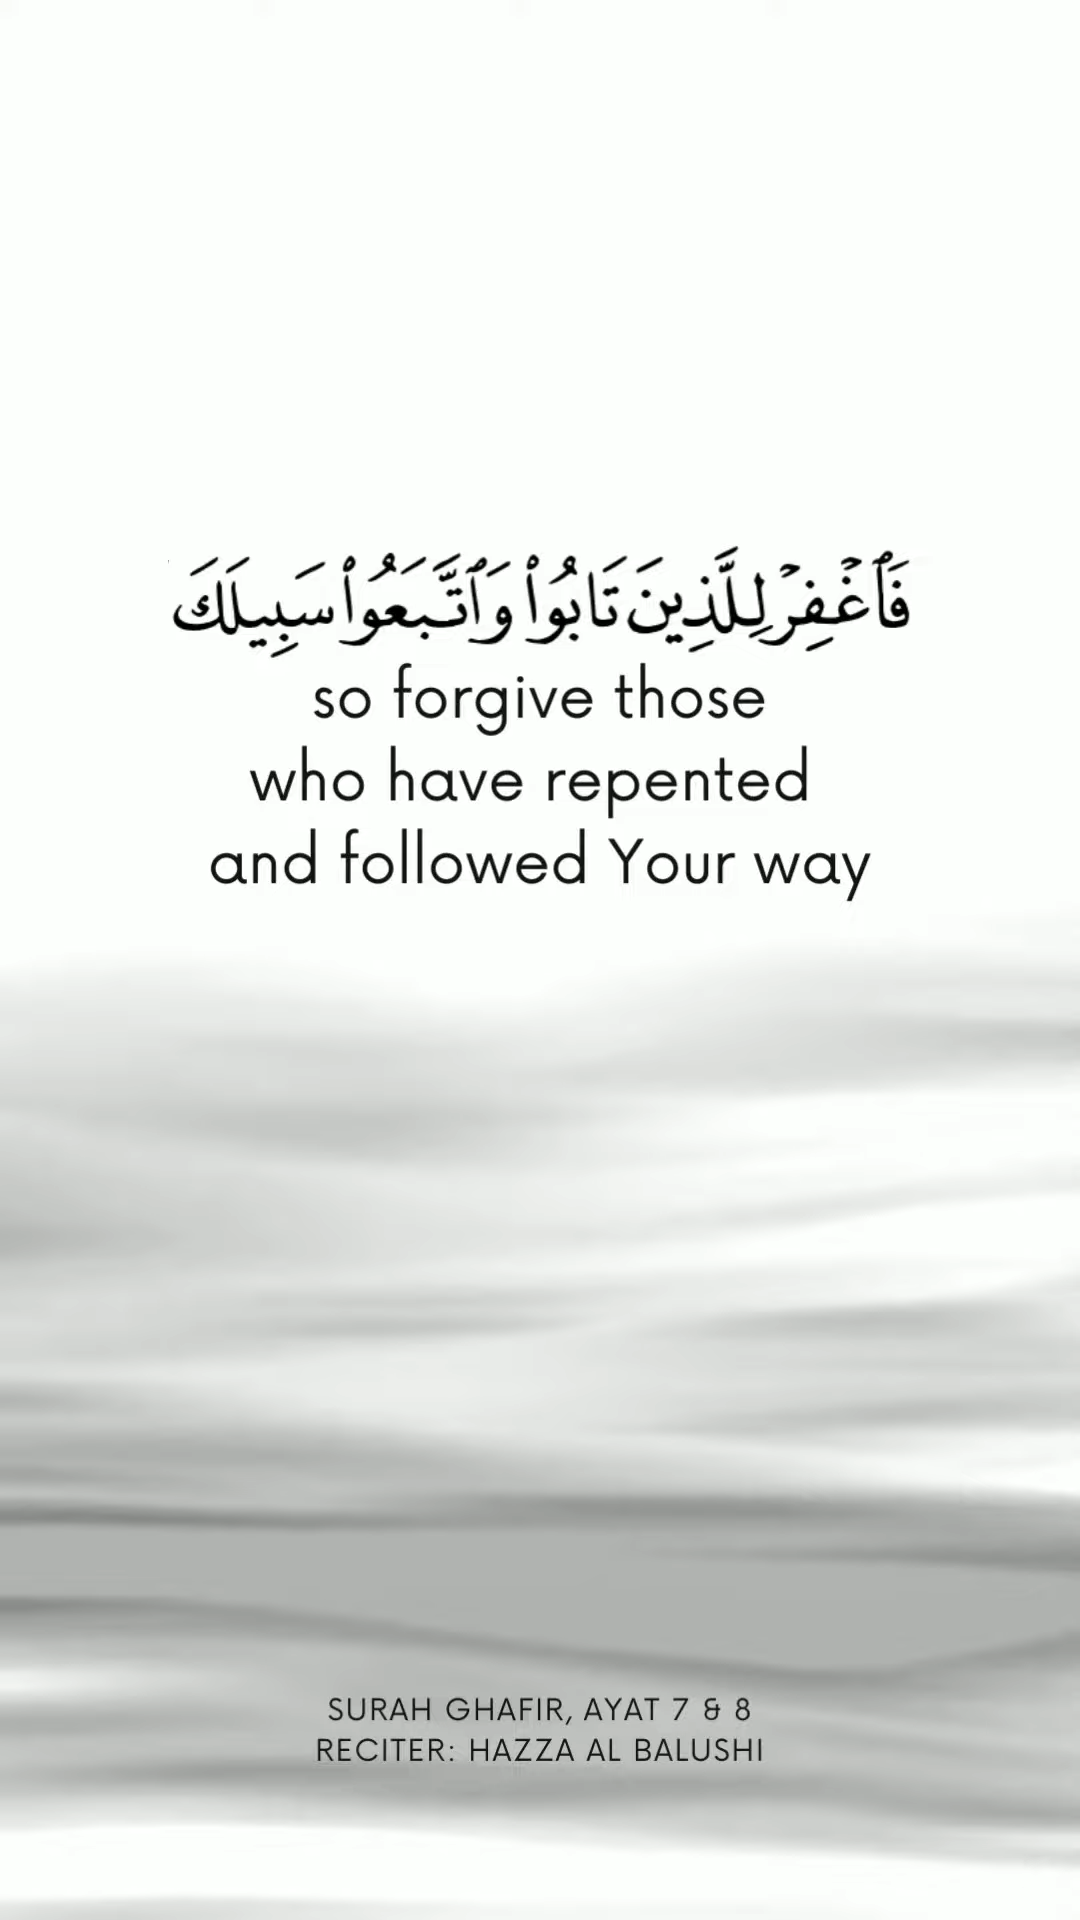 فَٱغۡفِرۡ لِلَّذِينَ تَابُواْ وَٱتَّبَعُواْ سَبِيلَكَ
so forgive those
who have repented
and followed Your way
SURAH GHAFIR, AYAT 7 & 8
RECITER: HAZZA AL BALUSHI